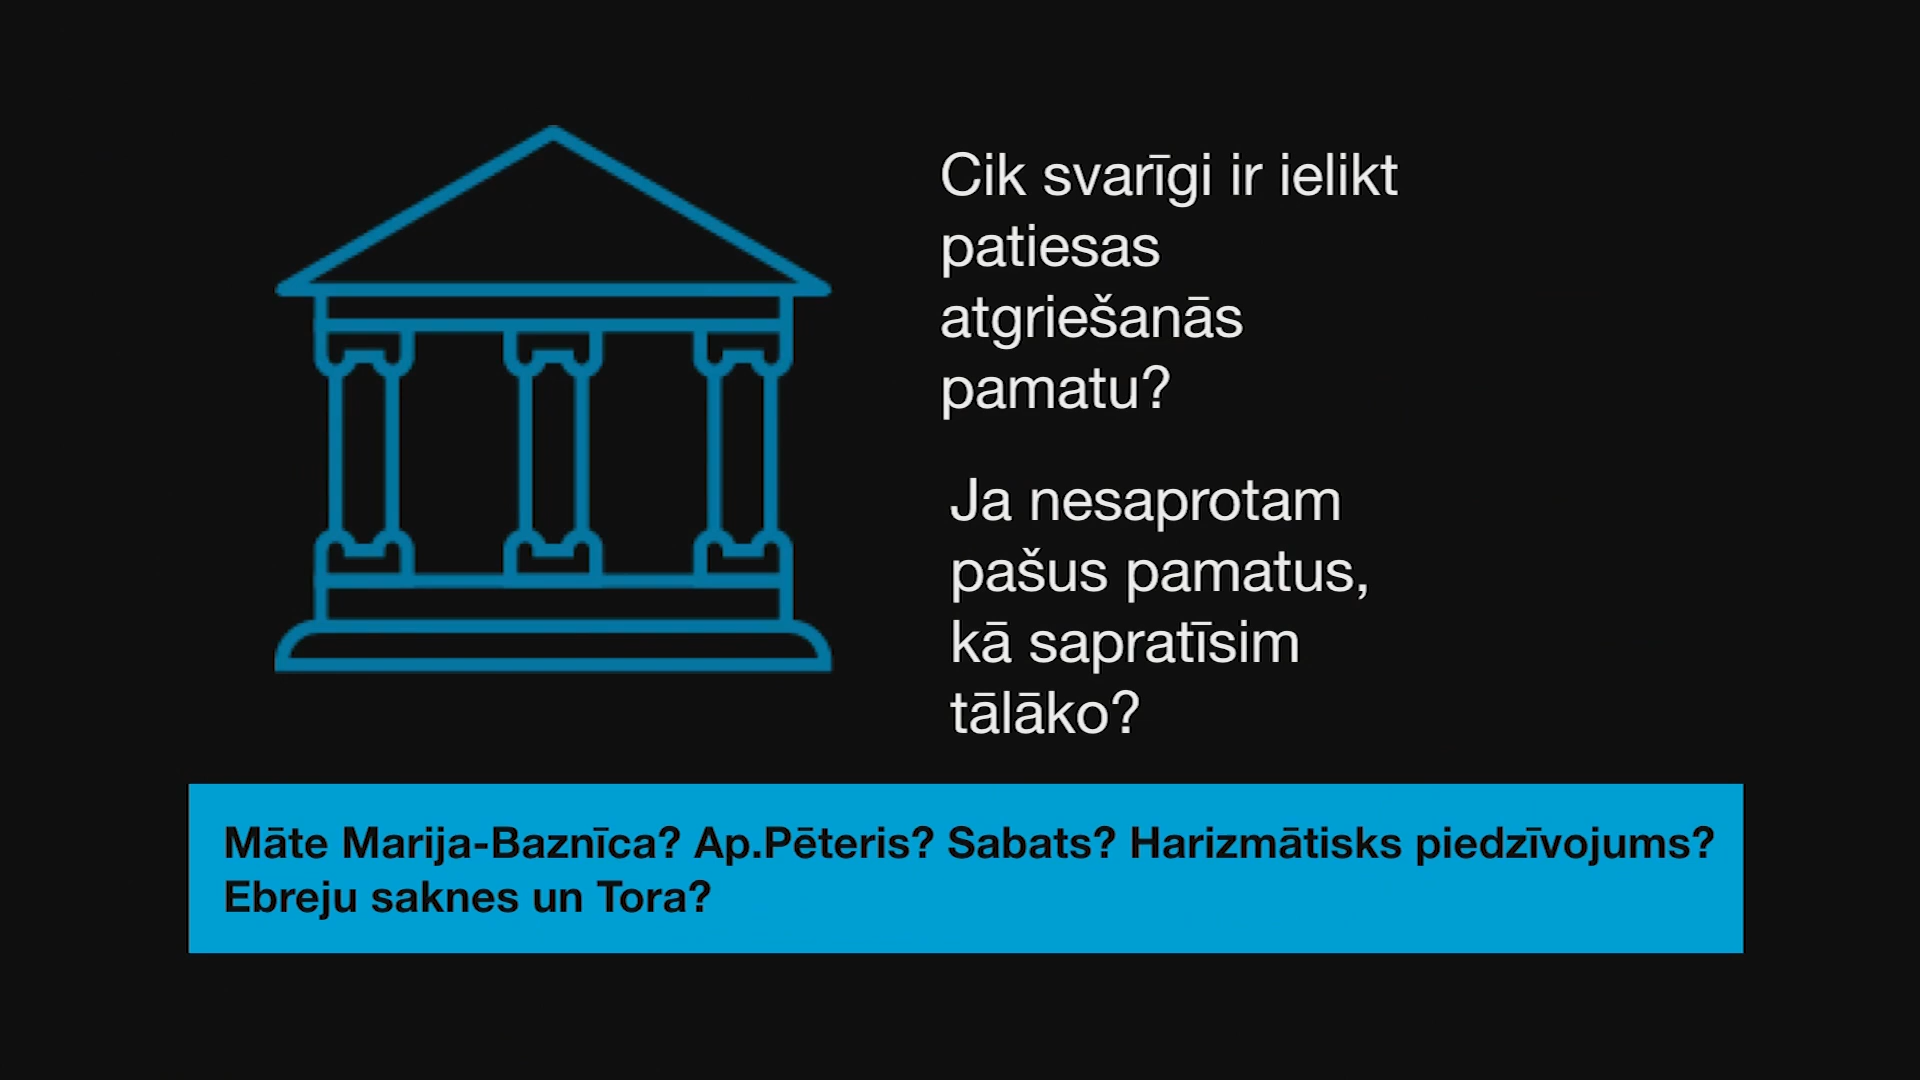 Cik svarīgi ir ielikt
patiesas
atgriešanās
pamatu?
Ja nesaprotam
pašus pamatus,
kā sapratīsim
tālāko?
Māte Marija-Baznīca? Ap.Pēteris? Sabats? Harizmātisks piedzīvojums?
Ebreju saknes un Tora?